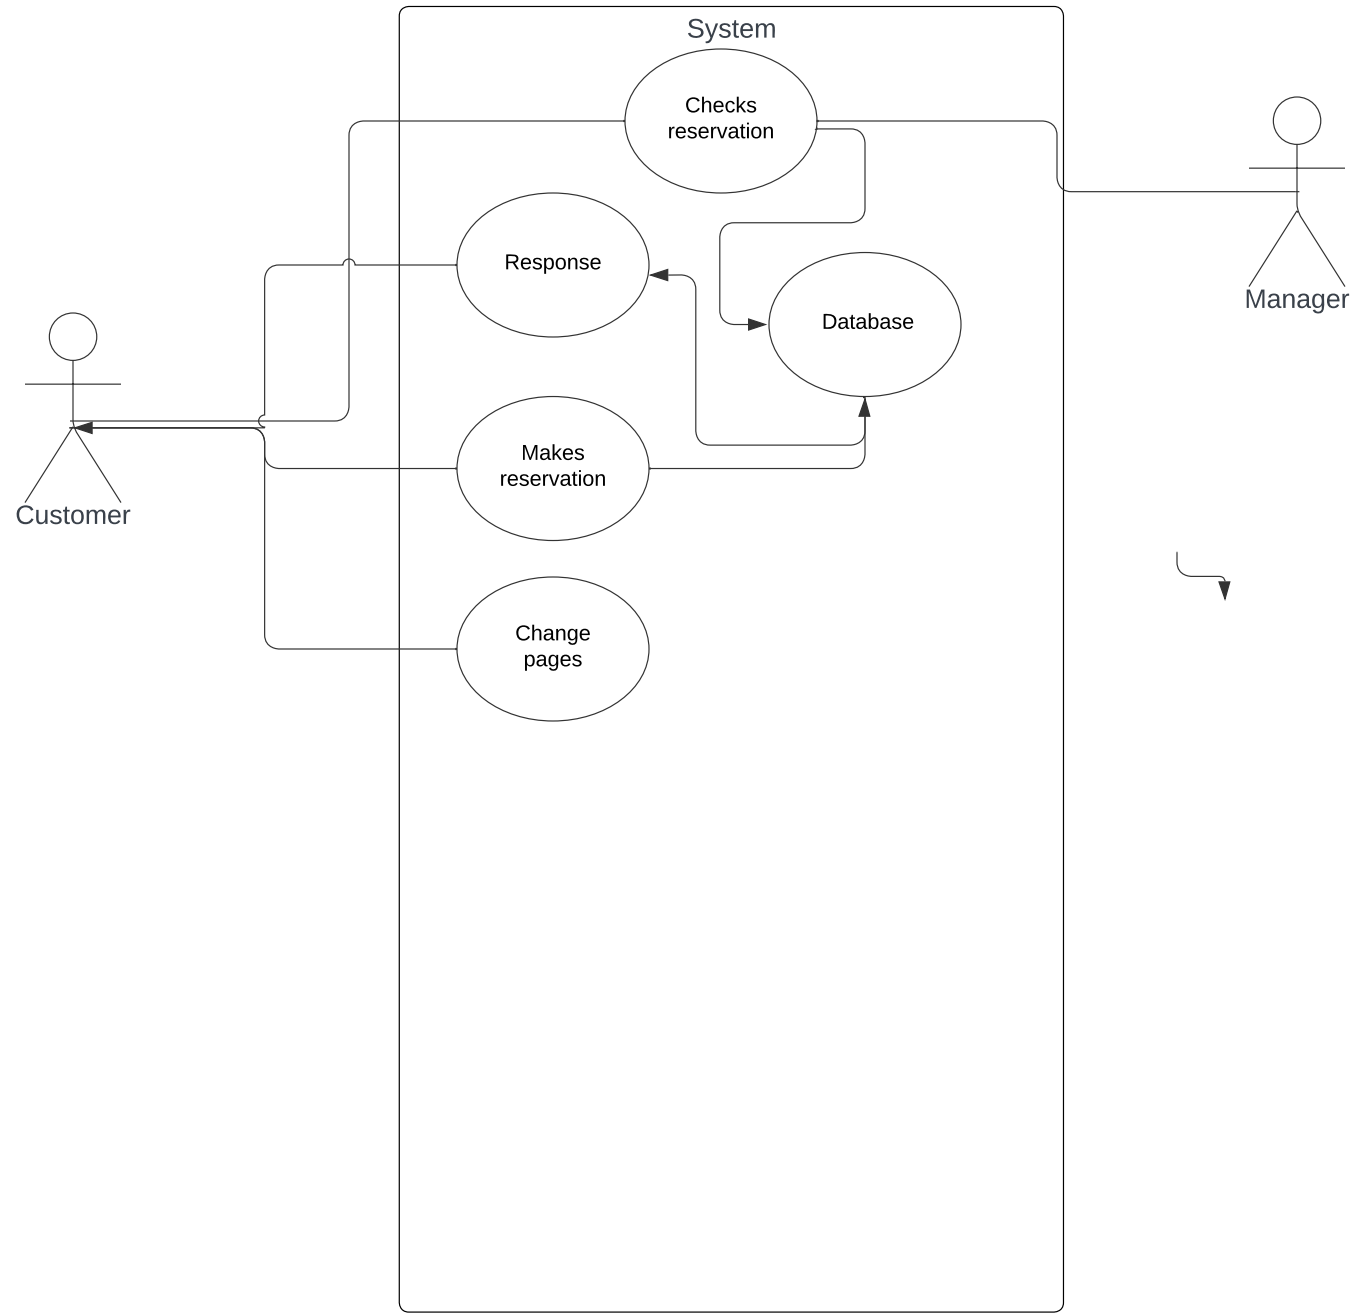 System
Checks
reservation
Response
Database
Manager
Makes
reservation
Customer
Change
pages